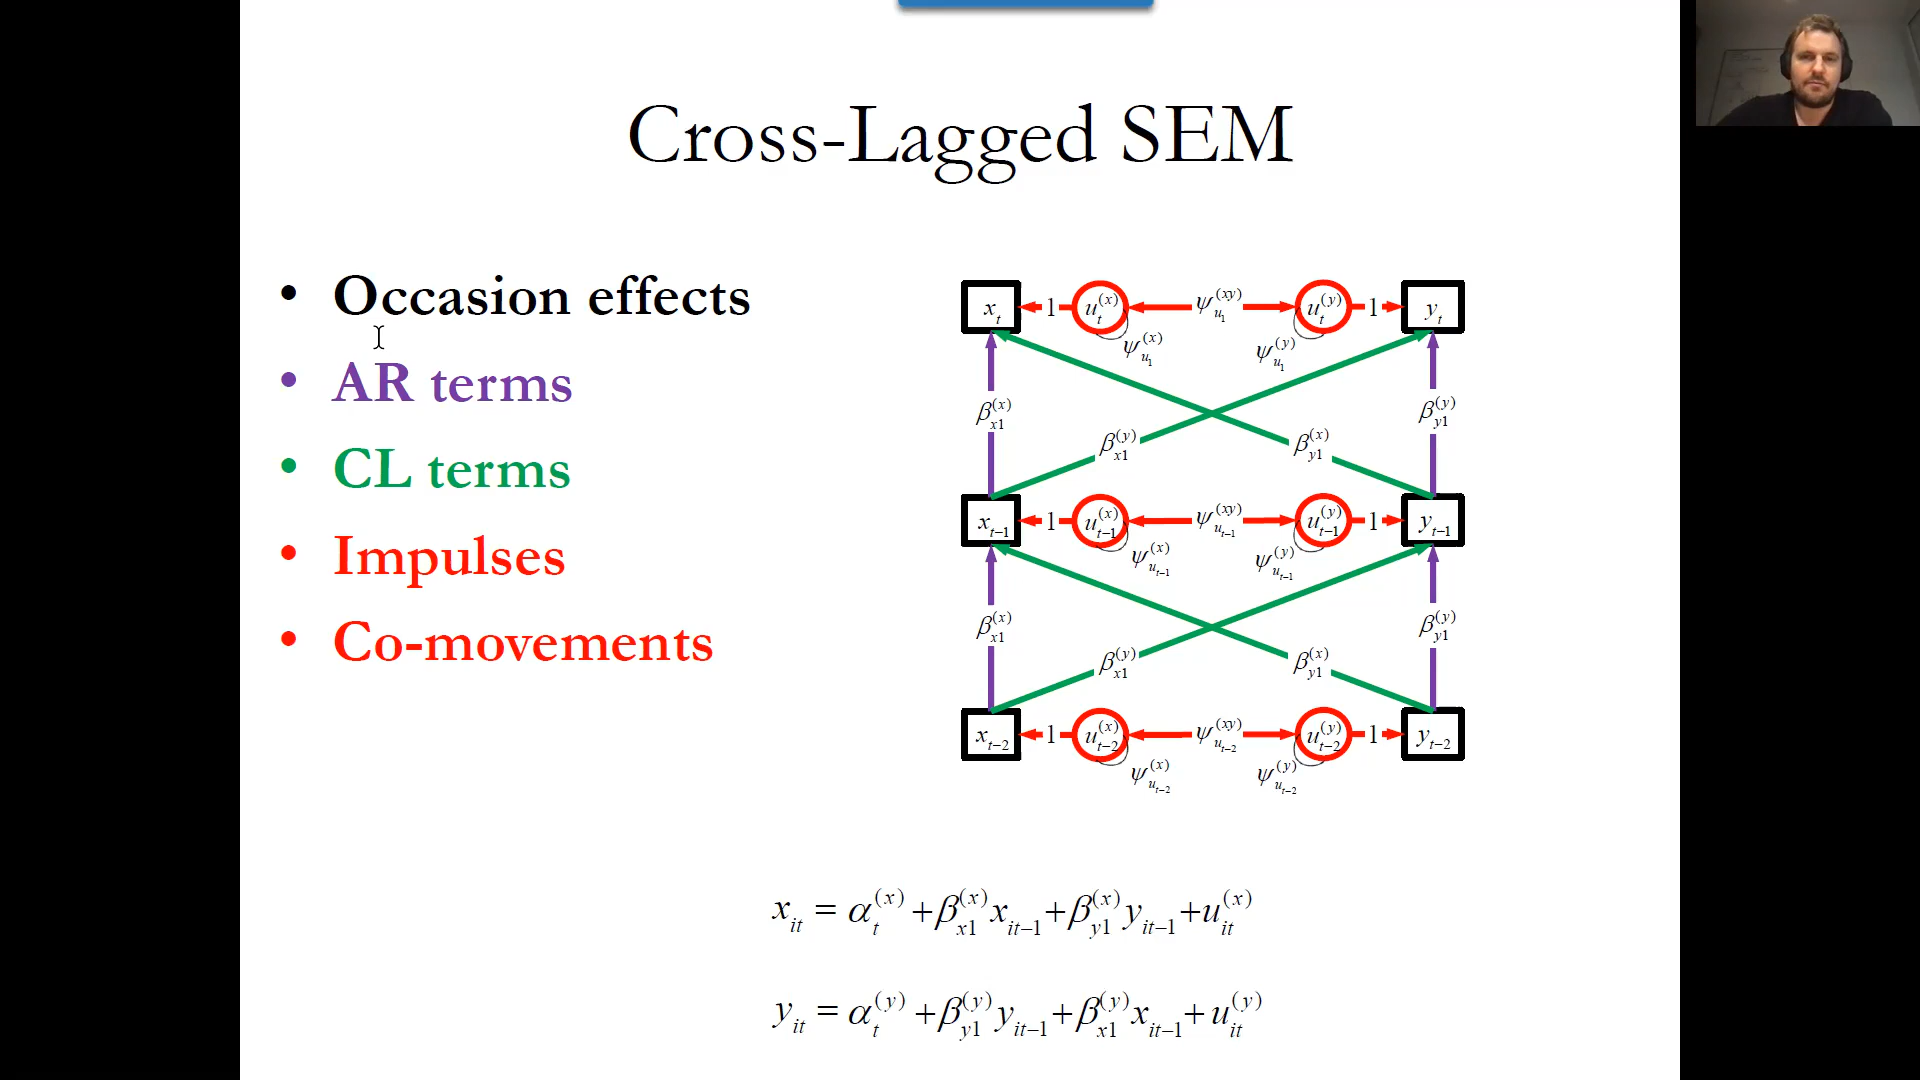 Cross-Lagged SEM
• Occasion effects
• AR terms
• CL terms
• Impulses
• Co-movements
x_t 1 u_t^(x) ψ_{u_1}^(xy) u_t^(y) 1 y_t
ψ_{u_1}^(x) ψ_{u_1}^(y)
β_{x1}^(x) β_{y1}^(y)
β_{x1}^(y) β_{y1}^(x)
x_{t-1} 1 u_{t-1}^(x) ψ_{u_{t-1}}^(xy) u_{t-1}^(y) 1 y_{t-1}
ψ_{u_{t-1}}^(x) ψ_{u_{t-1}}^(y)
β_{x1}^(x) β_{y1}^(y)
β_{x1}^(y) β_{y1}^(x)
x_{t-2} 1 u_{t-2}^(x) ψ_{u_{t-2}}^(xy) u_{t-2}^(y) 1 y_{t-2}
ψ_{u_{t-2}}^(x) ψ_{u_{t-2}}^(y)
x_{it} = α_t^(x) + β_{x1}^(x) x_{it-1} + β_{y1}^(x) y_{it-1} + u_{it}^(x)
y_{it} = α_t^(y) + β_{y1}^(y) y_{it-1} + β_{x1}^(y) x_{it-1} + u_{it}^(y)